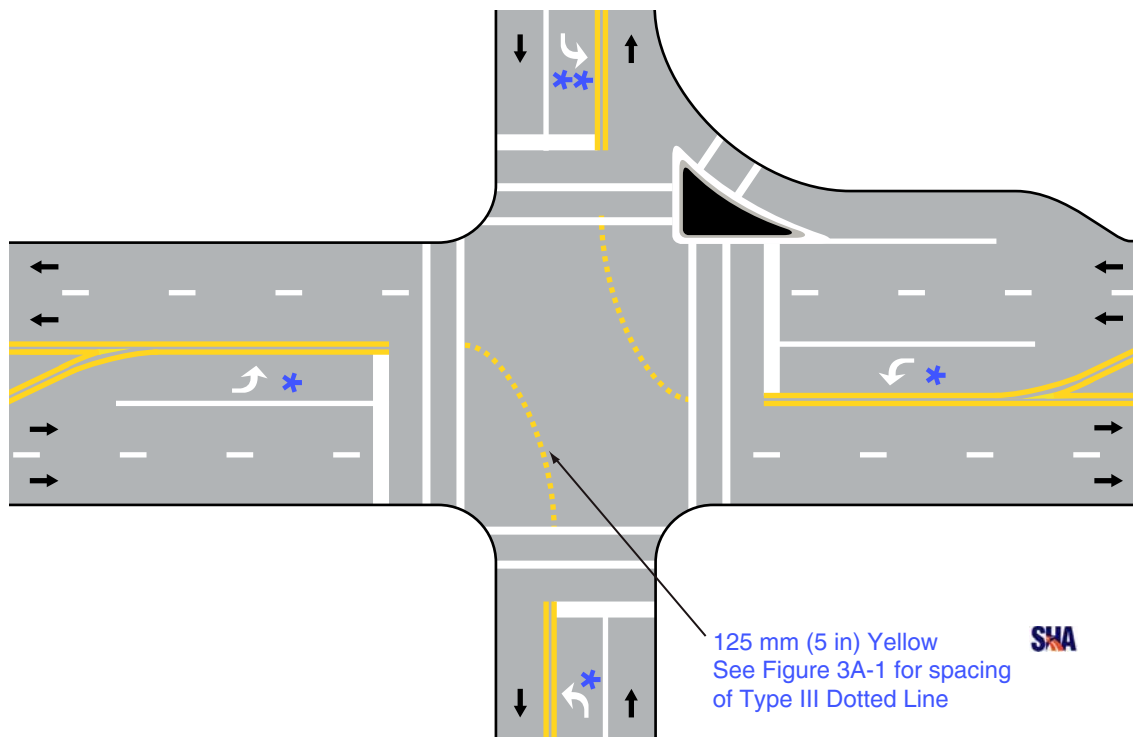 **
*
*
*
125 mm (5 in) Yellow
See Figure 3A-1 for spacing
of Type III Dotted Line
SHA